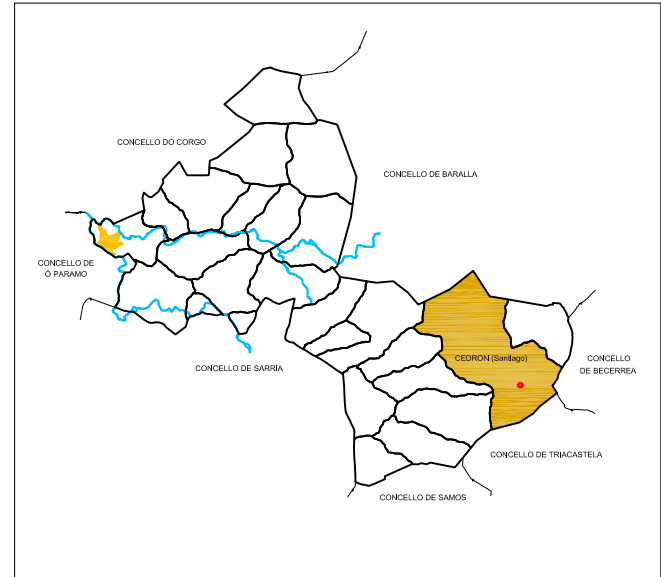 CONCELLO DO CORGO
CONCELLO DE BARALLA
CONCELLO DE
Ó PARAMO
CEDRON (Santiago)
CONCELLO
DE BECERREA
CONCELLO DE SARRIA
CONCELLO DE TRIACASTELA
CONCELLO DE SAMOS